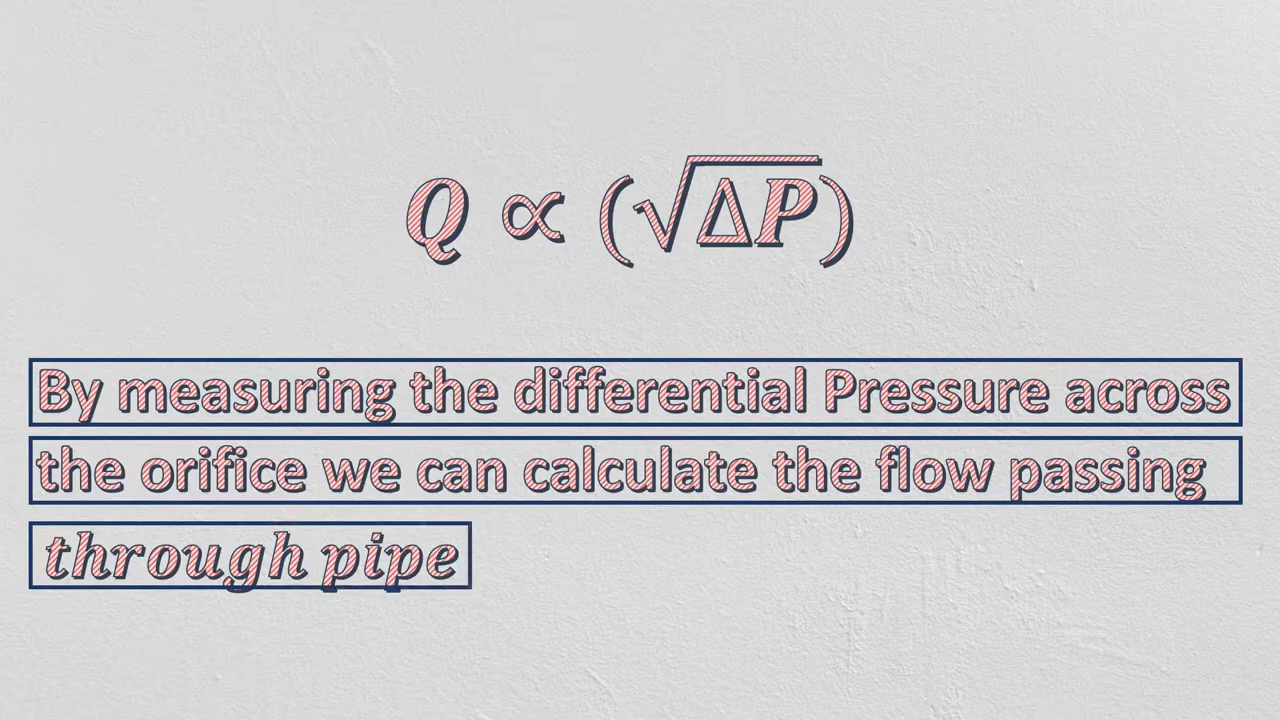 Q ∝ (√ΔP)
By measuring the differential Pressure across
the orifice we can calculate the flow passing
through pipe